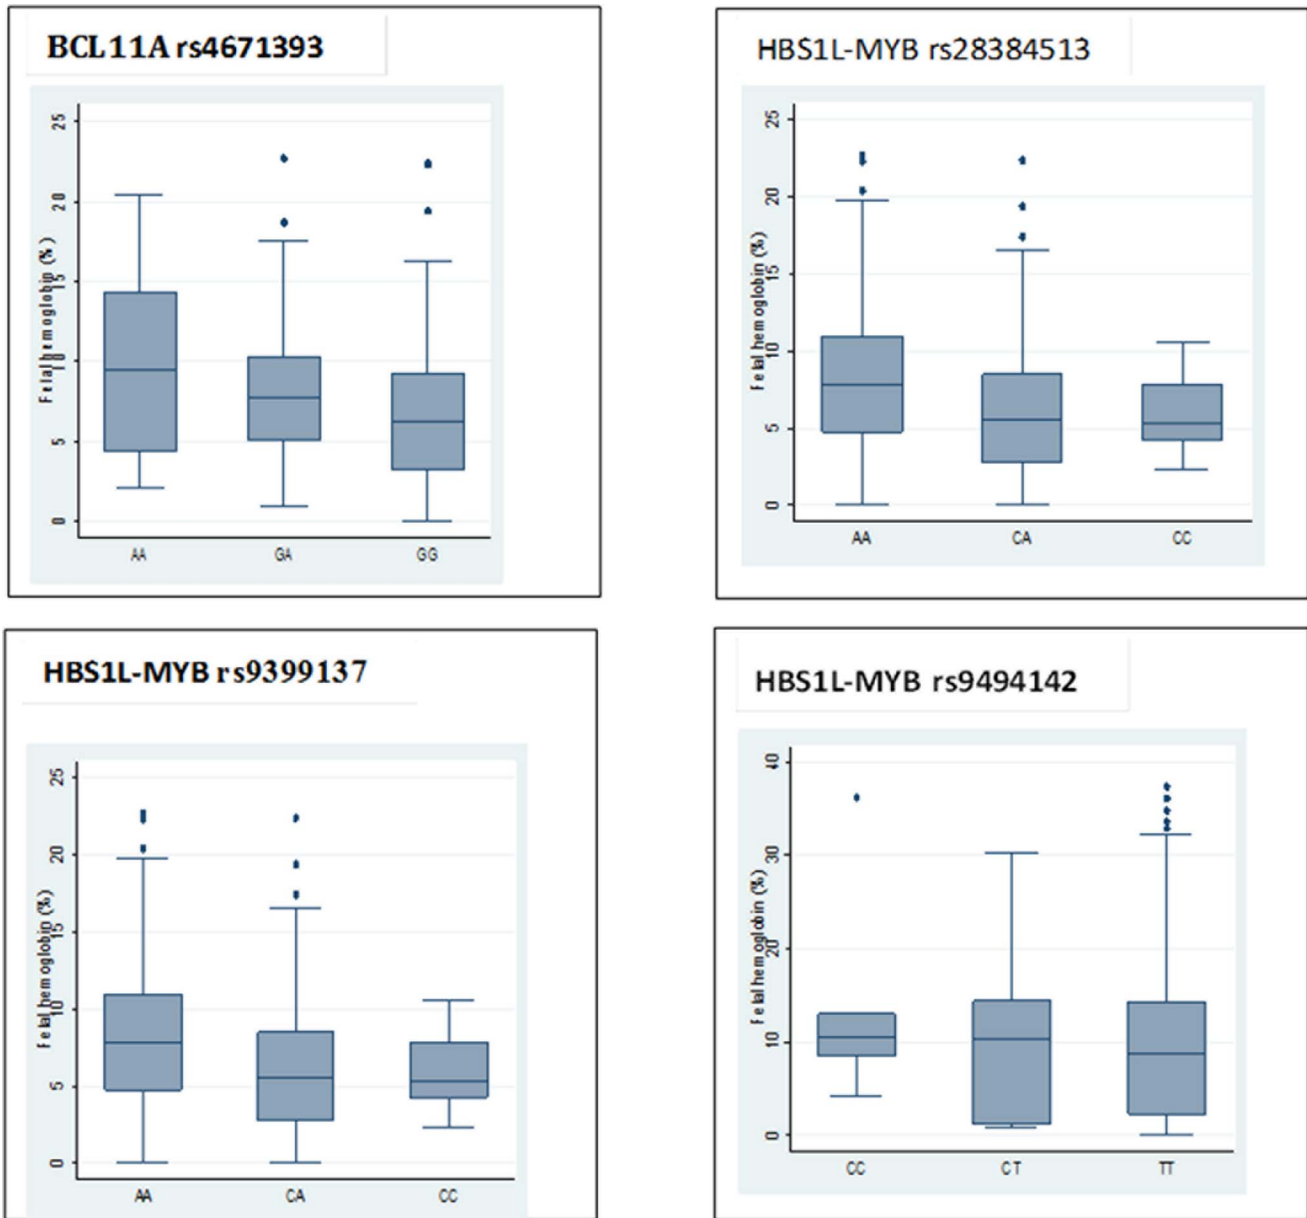 BCL11A rs4671393
Fetal hemoglobin (%)
25
20
15
10
5
0
AA GA GG
HBS1L-MYB rs28384513
Fetal hemoglobin (%)
25
20
15
10
5
0
AA CA CC
HBS1L-MYB rs9399137
Fetal hemoglobin (%)
25
20
15
10
5
0
AA CA CC
HBS1L-MYB rs9494142
Fetal hemoglobin (%)
40
30
20
10
0
CC CT TT